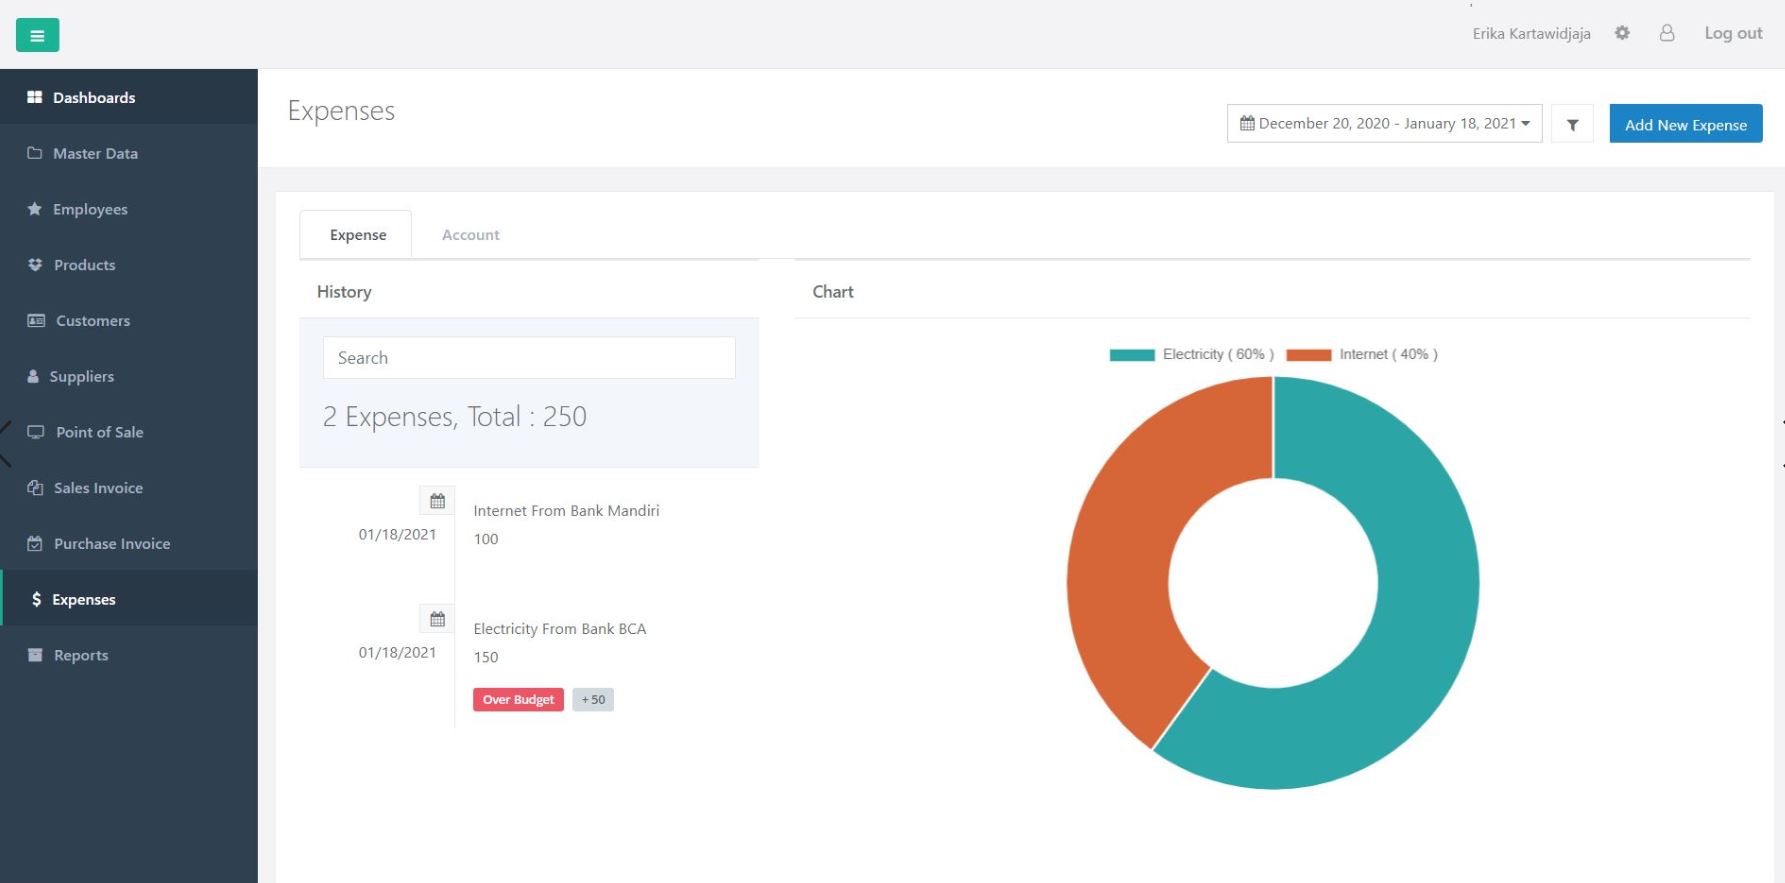 Erika Kartawidjaja
Log out
Dashboards
Master Data
Employees
Products
Customers
Suppliers
Point of Sale
Sales Invoice
Purchase Invoice
$ Expenses
Reports
Expenses
December 20, 2020 - January 18, 2021
Add New Expense
Expense
Account
History
Search
2 Expenses, Total : 250
01/18/2021
Internet From Bank Mandiri
100
01/18/2021
Electricity From Bank BCA
150
Over Budget
+ 50
Chart
Electricity ( 60% )
Internet ( 40% )